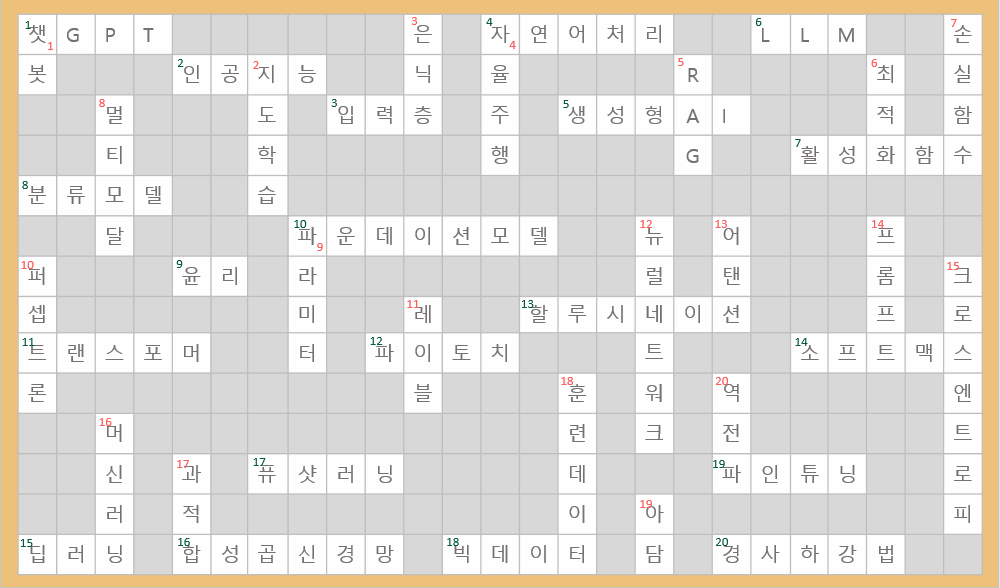 1챗1 G P T 3은 4자4 연 어 처 리 6L L M 7손
봇 2인 공 2지 능 닉 율 5R 6최 실
8멀 도 3입 력 층 주 5생 성 형 A I 적 함
티 학 행 G 7활 성 화 함 수
8분 류 모 델 습
달 10파9 운 데 이 션 모 델 12뉴 13어 14프
10퍼 9윤 리 라 럴 탠 롬 15크
셉 미 11레 13할 루 시 네 이 션 프 로
11트 랜 스 포 머 터 12파 이 토 치 트 14소 프 트 맥 스
론 블 18훈 워 20역 엔
16머 련 크 전 트
신 17과 17퓨 샷 러 닝 데 19파 인 튜 닝 로
러 적 이 19아 피
15딥 러 닝 16합 성 곱 신 경 망 18빅 데 이 터 담 20경 사 하 강 법